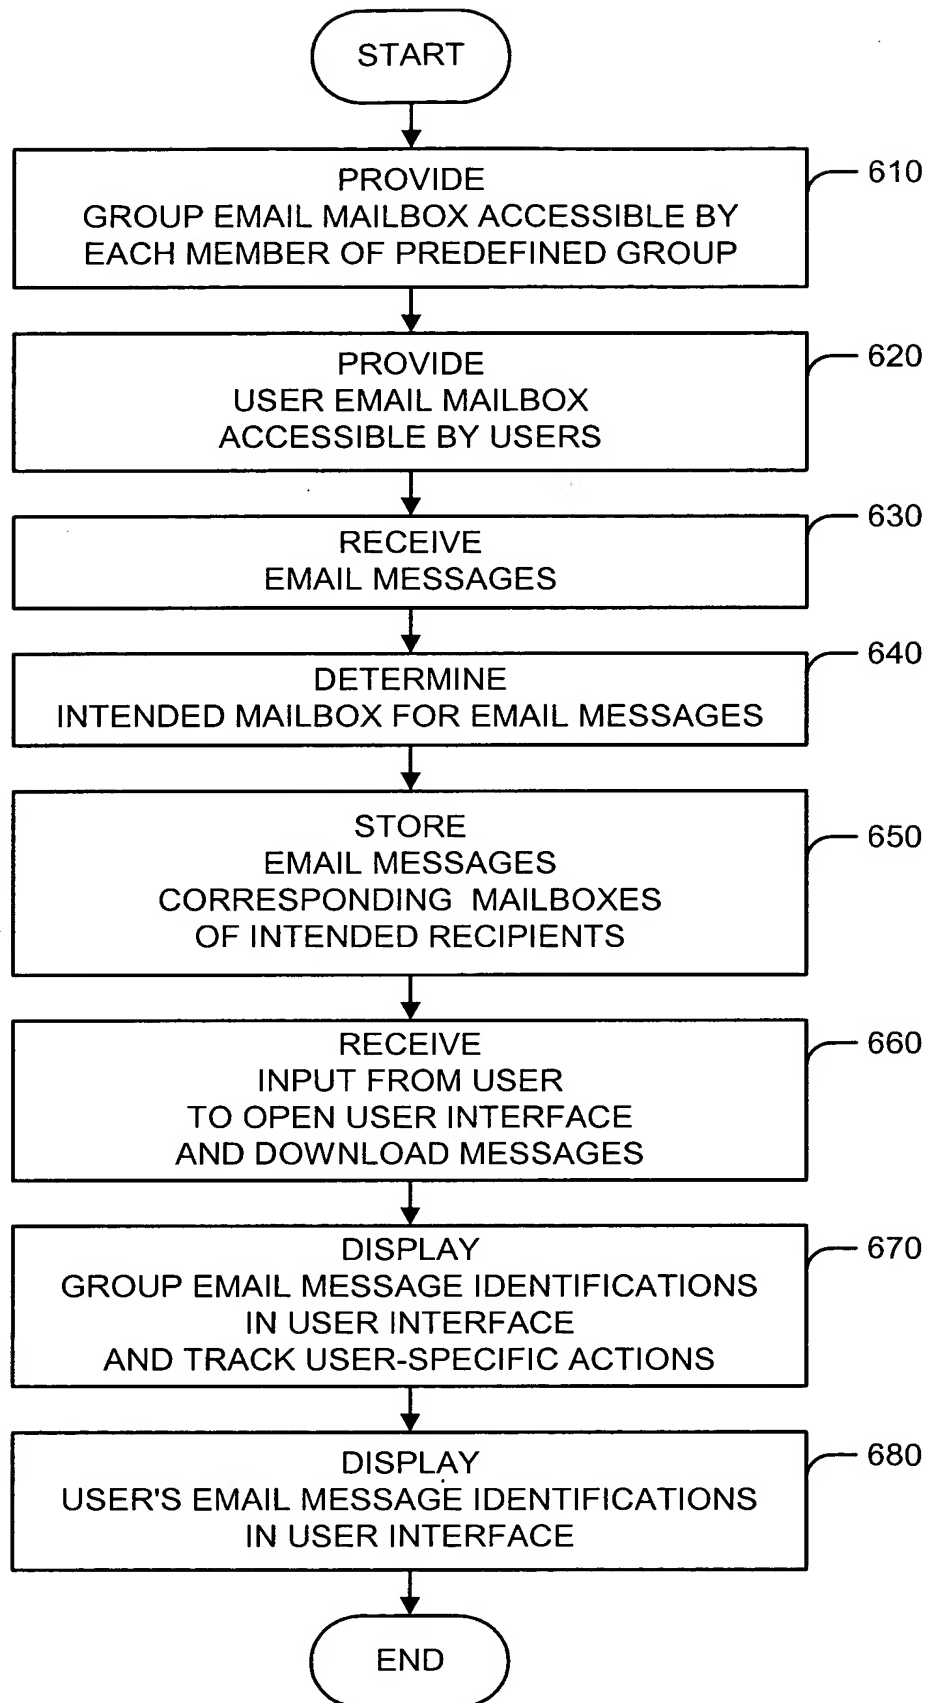 START
PROVIDE
GROUP EMAIL MAILBOX ACCESSIBLE BY
EACH MEMBER OF PREDEFINED GROUP
610
PROVIDE
USER EMAIL MAILBOX
ACCESSIBLE BY USERS
620
RECEIVE
EMAIL MESSAGES
630
DETERMINE
INTENDED MAILBOX FOR EMAIL MESSAGES
640
STORE
EMAIL MESSAGES
CORRESPONDING MAILBOXES
OF INTENDED RECIPIENTS
650
RECEIVE
INPUT FROM USER
TO OPEN USER INTERFACE
AND DOWNLOAD MESSAGES
660
DISPLAY
GROUP EMAIL MESSAGE IDENTIFICATIONS
IN USER INTERFACE
AND TRACK USER-SPECIFIC ACTIONS
670
DISPLAY
USER'S EMAIL MESSAGE IDENTIFICATIONS
IN USER INTERFACE
680
END